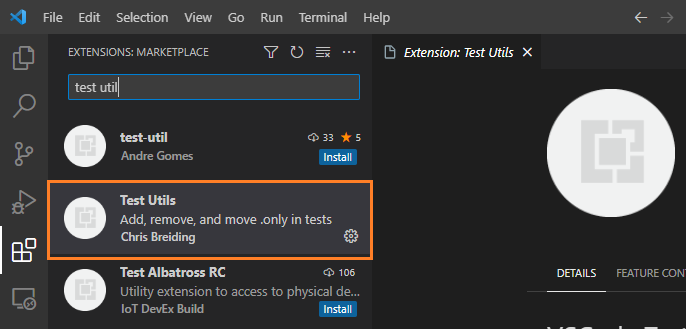 File Edit Selection View Go Run Terminal Help
EXTENSIONS: MARKETPLACE
Extension: Test Utils
test util
test-util 33 5
Andre Gomes Install
Test Utils
Add, remove, and move .only in tests
Chris Breiding
Test Albatross RC 106
Utility extension to access to physical de...
IoT DevEx Build Install
DETAILS FEATURE CONT